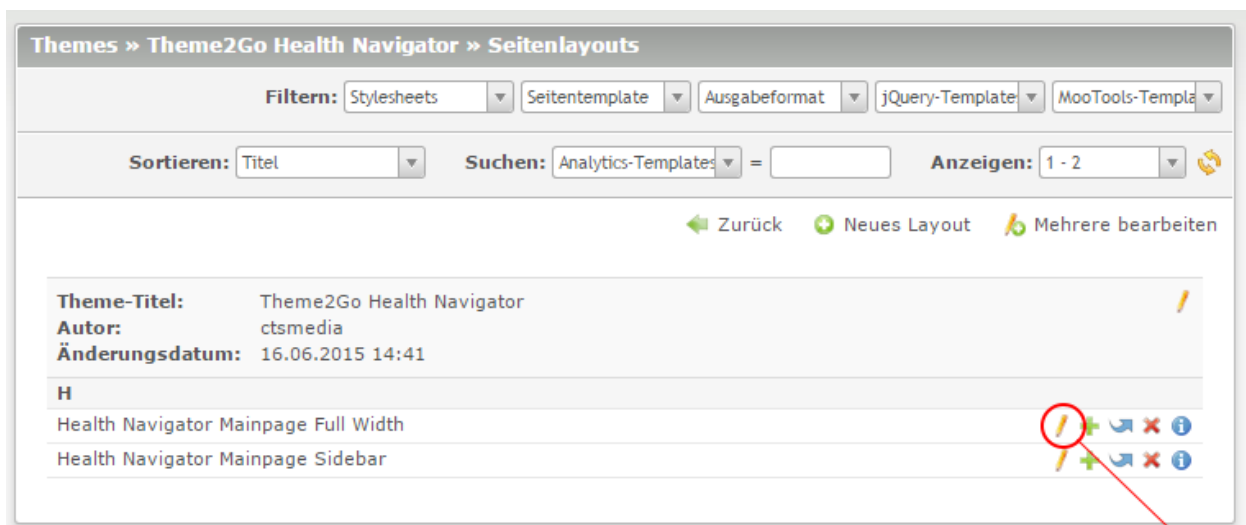 Themes » Theme2Go Health Navigator » Seitenlayouts
Filtern: Stylesheets Seitentemplate Ausgabeformat jQuery-Template MooTools-Templa
Sortieren: Titel Suchen: Analytics-Templates = Anzeigen: 1 - 2
Zurück Neues Layout Mehrere bearbeiten
Theme-Titel: Theme2Go Health Navigator
Autor: ctsmedia
Änderungsdatum: 16.06.2015 14:41
H
Health Navigator Mainpage Full Width
Health Navigator Mainpage Sidebar